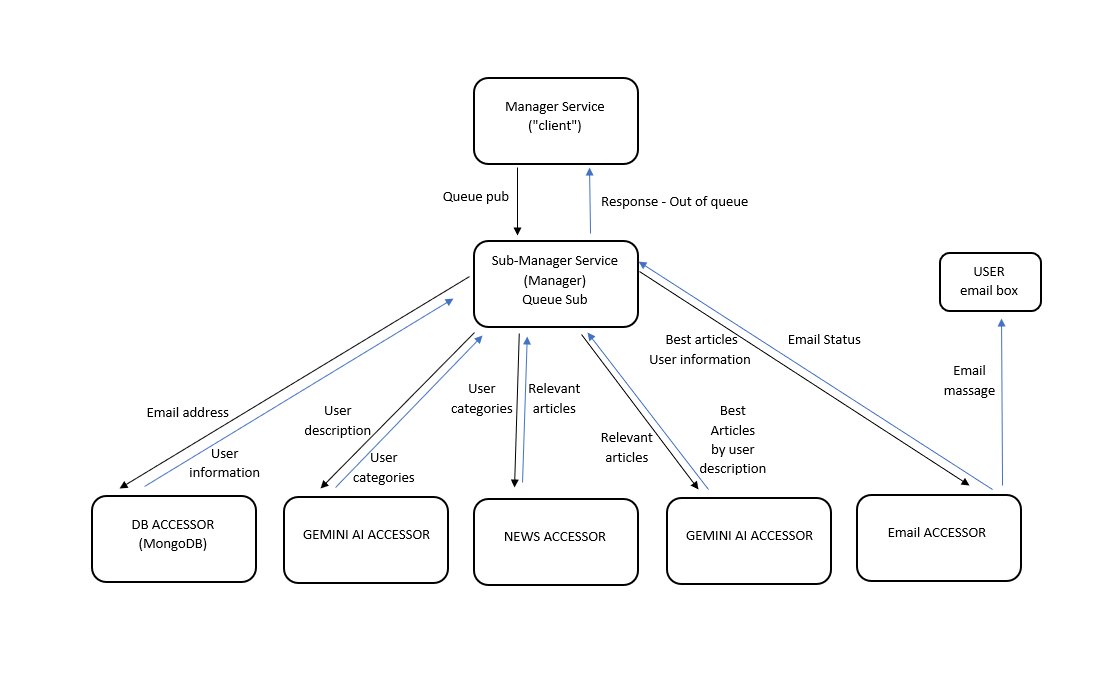 Manager Service
("client")
Queue pub
Response - Out of queue
Sub-Manager Service
(Manager)
Queue Sub
USER
email box
Best articles
User information
Email Status
Email
massage
User
categories
Relevant
articles
Email address
User
description
Best
Articles
by user
description
Relevant
articles
User
information
User
categories
DB ACCESSOR
(MongoDB)
GEMINI AI ACCESSOR
NEWS ACCESSOR
GEMINI AI ACCESSOR
Email ACCESSOR